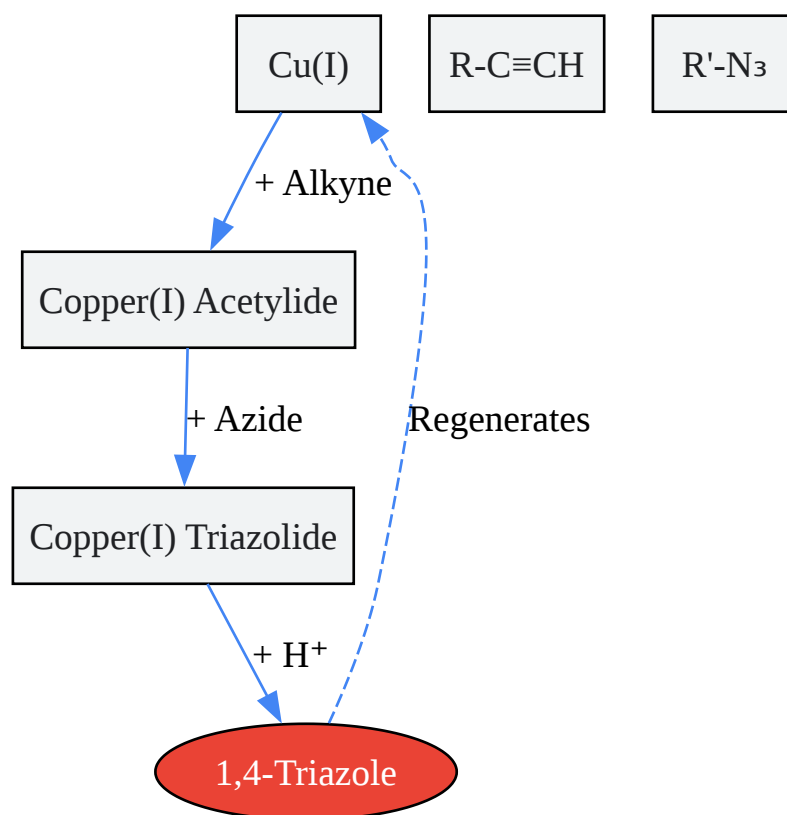 Cu(I)
R-C≡CH
R'-N₃
+ Alkyne
Copper(I) Acetylide
+ Azide
Regenerates
Copper(I) Triazolide
+ H⁺
1,4-Triazole